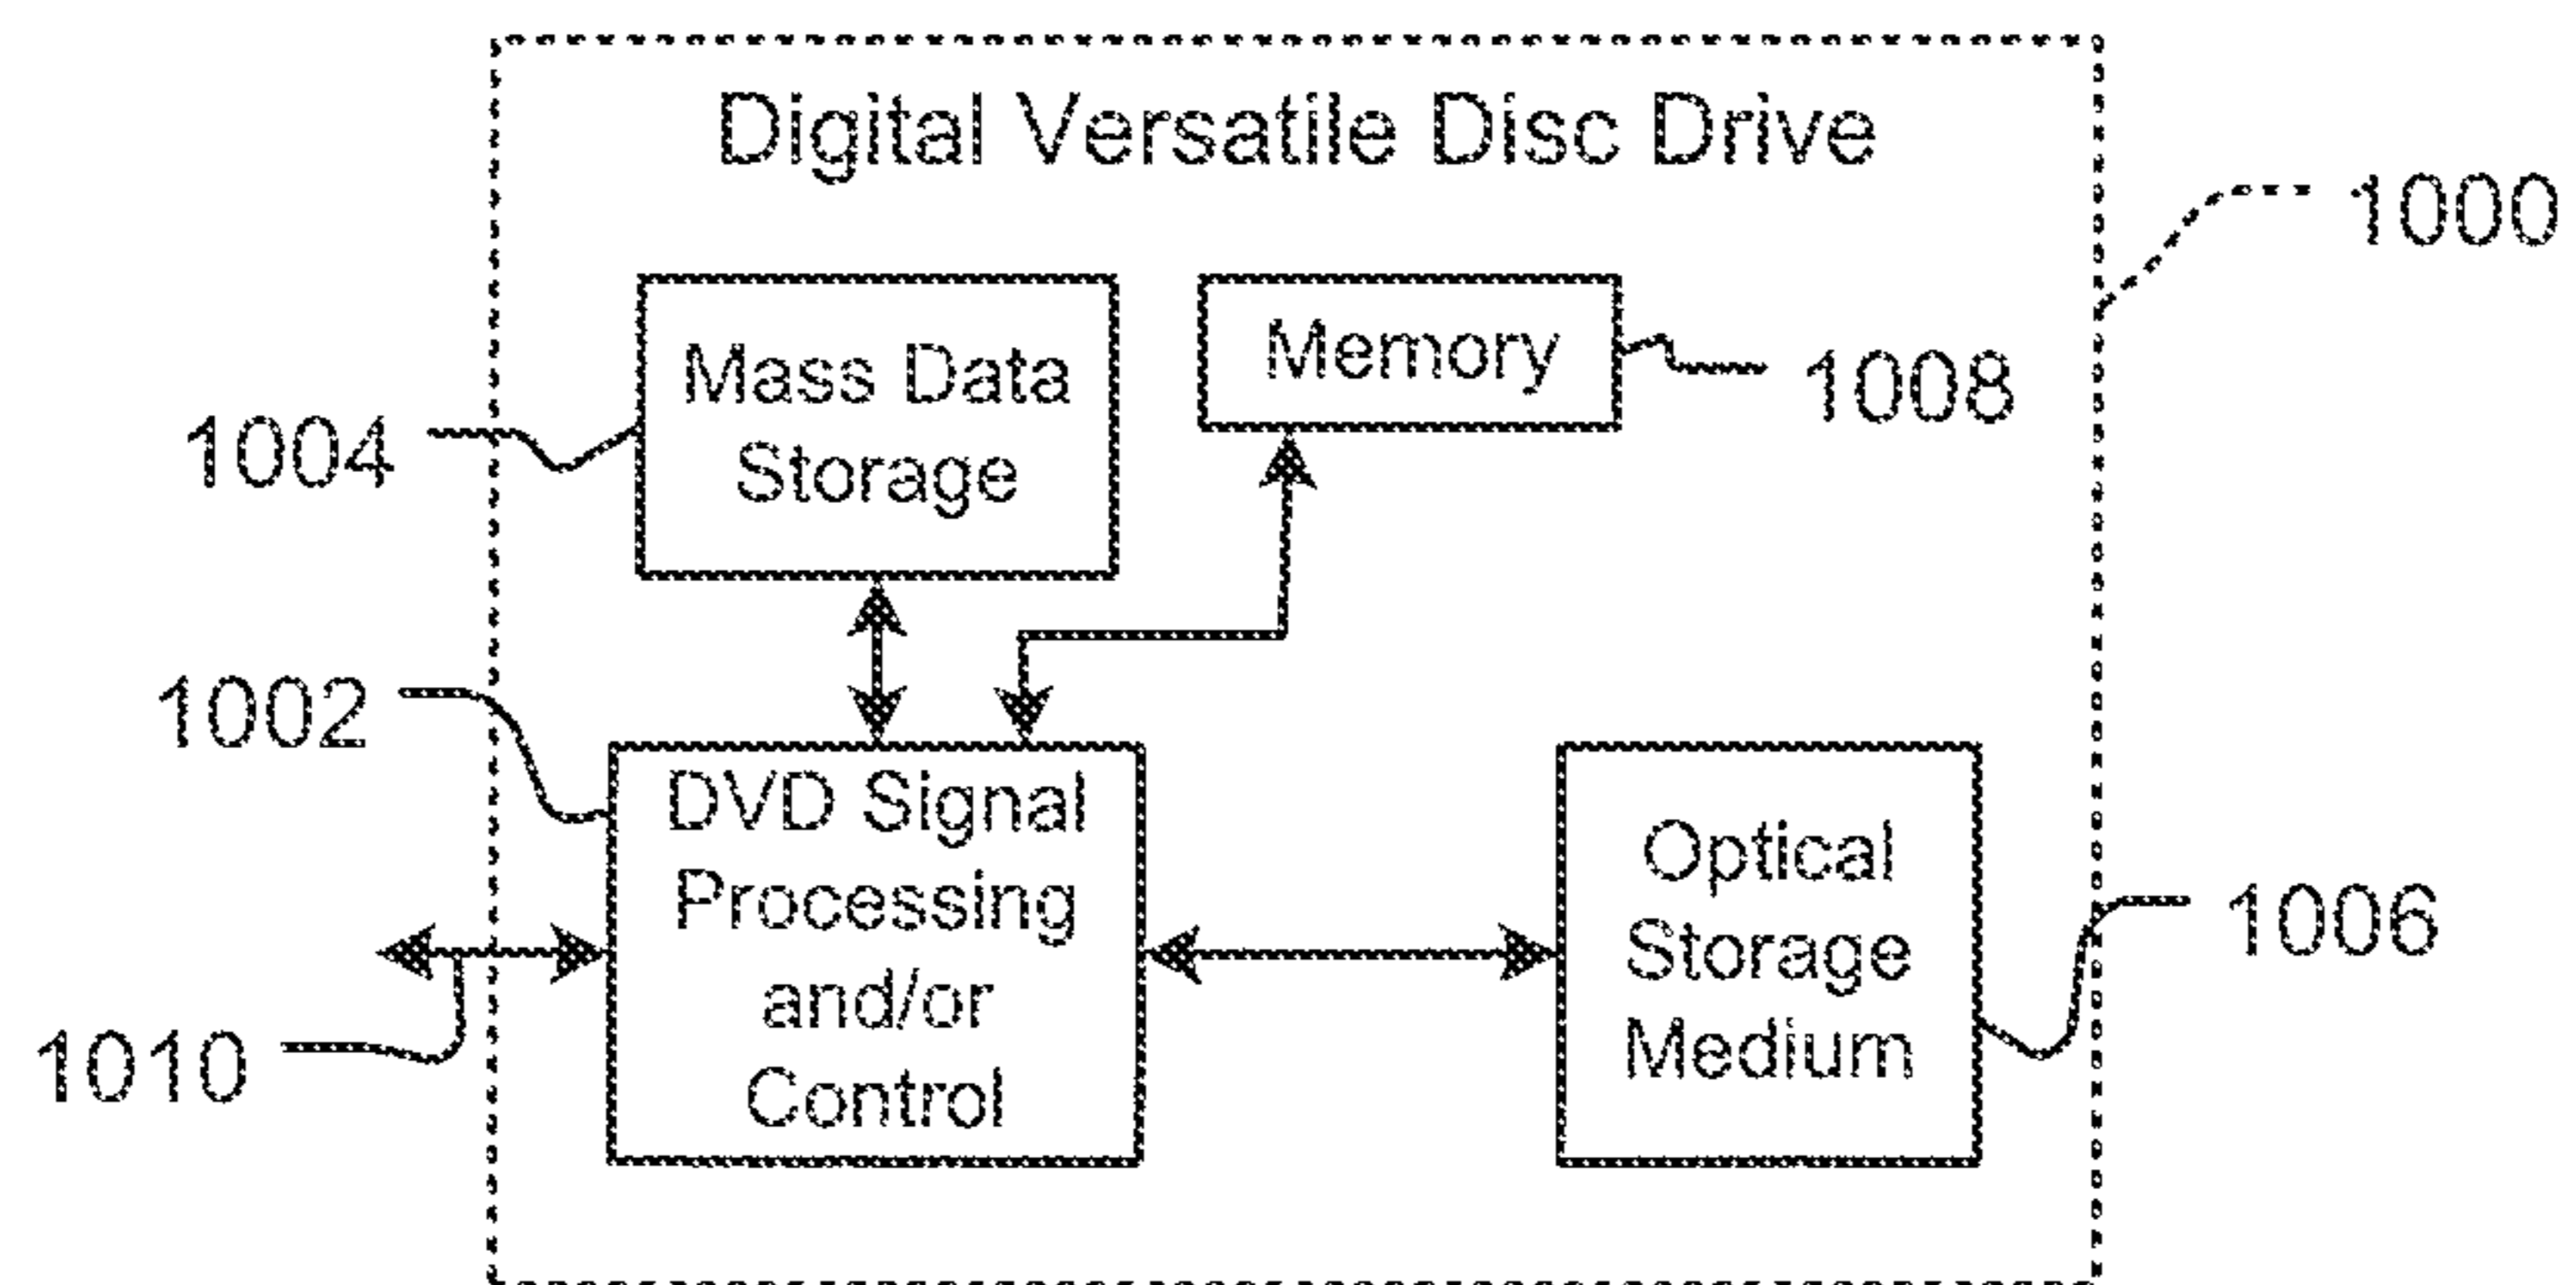 Digital Versatile Disc Drive
1000
Mass Data
Storage
Memory
1008
1004
1002
DVD Signal
Processing
and/or
Control
Optical
Storage
Medium
1006
1010